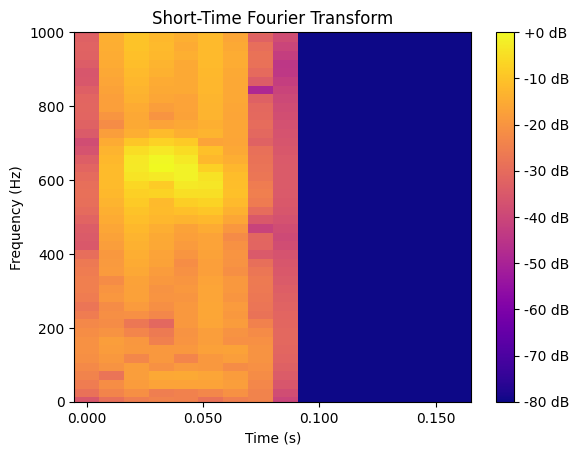 Short-Time Fourier Transform
1000
800
600
400
200
0
Frequency (Hz)
0.000
0.050
0.100
0.150
Time (s)
+0 dB
-10 dB
-20 dB
-30 dB
-40 dB
-50 dB
-60 dB
-70 dB
-80 dB